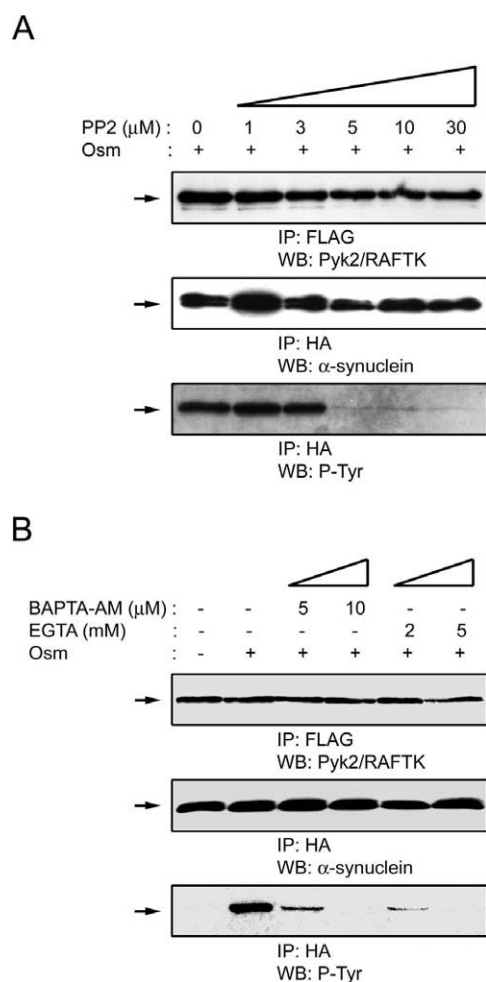 A
PP2 (μM) : 0 1 3 5 10 30
Osm : + + + + + +
IP: FLAG
WB: Pyk2/RAFTK
IP: HA
WB: α-synuclein
IP: HA
WB: P-Tyr
B
BAPTA-AM (μM) : - - 5 10 - -
EGTA (mM) : - - - - 2 5
Osm : - + + + + +
IP: FLAG
WB: Pyk2/RAFTK
IP: HA
WB: α-synuclein
IP: HA
WB: P-Tyr